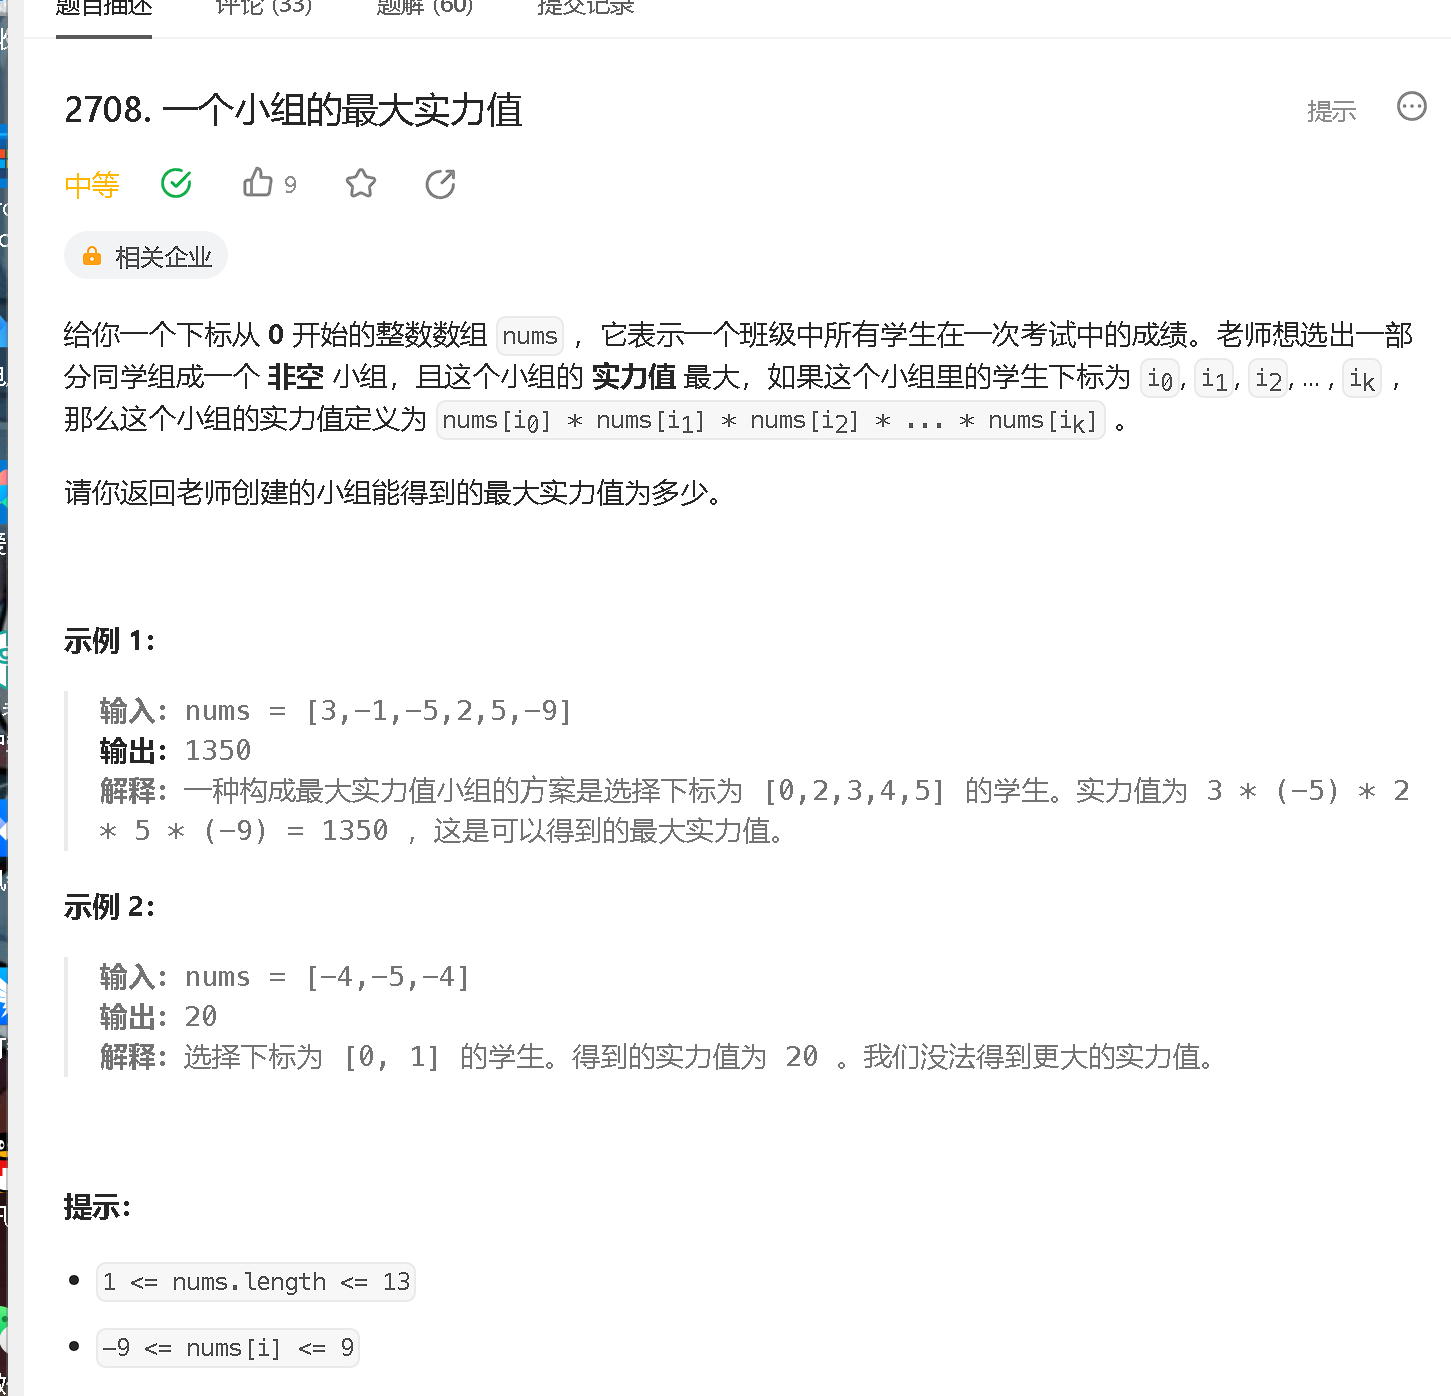 题目描述 评论 (33) 题解 (60) 提交记录
2708. 一个小组的最大实力值
提示
中等 9
相关企业
给你一个下标从 0 开始的整数数组 nums ，它表示一个班级中所有学生在一次考试中的成绩。老师想选出一部
分同学组成一个 非空 小组，且这个小组的 实力值 最大，如果这个小组里的学生下标为 i₀, i₁, i₂, ... , iₖ ，
那么这个小组的实力值定义为 nums[i₀] * nums[i₁] * nums[i₂] * ... * nums[iₖ] 。
请你返回老师创建的小组能得到的最大实力值为多少。
示例 1：
输入：nums = [3,-1,-5,2,5,-9]
输出：1350
解释：一种构成最大实力值小组的方案是选择下标为 [0,2,3,4,5] 的学生。实力值为 3 * (-5) * 2
* 5 * (-9) = 1350 ，这是可以得到的最大实力值。
示例 2：
输入：nums = [-4,-5,-4]
输出：20
解释：选择下标为 [0, 1] 的学生。得到的实力值为 20 。我们没法得到更大的实力值。
提示：
1 <= nums.length <= 13
-9 <= nums[i] <= 9